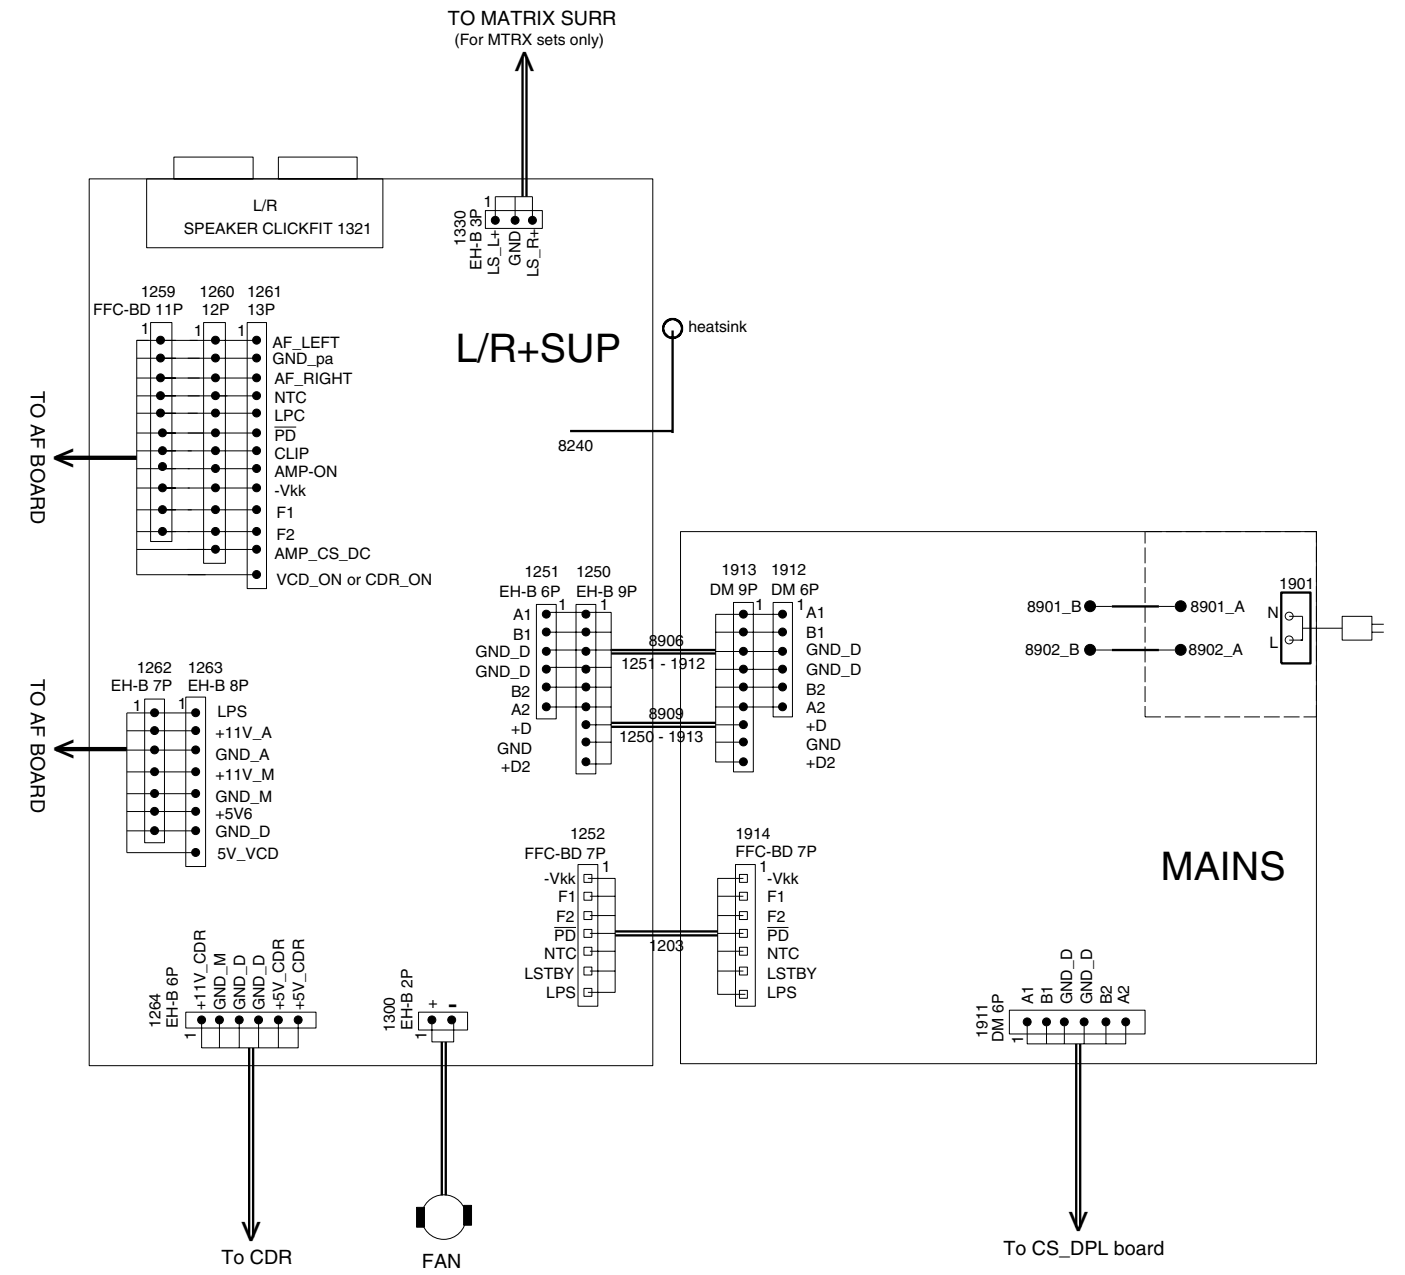 TO MATRIX SURR
(For MTRX sets only)
L/R
SPEAKER CLICKFIT 1321
1330
EH-B 3P
1
LS_L+
GND
LS_R+
1259
1260
1261
FFC-BD 11P
12P
13P
1
1
1
AF_LEFT
GND_pa
AF_RIGHT
NTC
LPC
PD
CLIP
AMP-ON
-Vkk
F1
F2
AMP_CS_DC
VCD_ON or CDR_ON
TO AF BOARD
L/R+SUP
heatsink
8240
1251
1250
EH-B 6P
EH-B 9P
1
1
A1
B1
GND_D
GND_D
B2
A2
+D
GND
+D2
8906
1251 - 1912
8909
1250 - 1913
1913
1912
DM 9P
DM 6P
1
1
A1
B1
GND_D
GND_D
B2
A2
+D
GND
+D2
8901_B
8901_A
8902_B
8902_A
1901
N
L
1262
1263
EH-B 7P
EH-B 8P
1
1
LPS
+11V_A
GND_A
+11V_M
GND_M
+5V6
GND_D
5V_VCD
TO AF BOARD
1252
FFC-BD 7P
1
-Vkk
F1
F2
PD
NTC
LSTBY
LPS
1203
1914
FFC-BD 7P
1
-Vkk
F1
F2
PD
NTC
LSTBY
LPS
MAINS
1264
EH-B 6P
1
+11V_CDR
GND_M
GND_D
GND_D
+5V_CDR
+5V_CDR
1300
EH-B 2P
1
+
-
1911
DM 6P
1
A1
B1
GND_D
GND_D
B2
A2
To CDR
FAN
To CS_DPL board